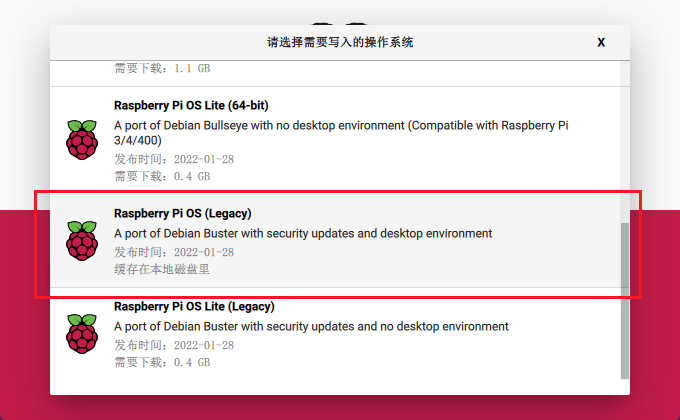 请选择需要写入的操作系统
X
需要下载：1.1 GB
Raspberry Pi OS Lite (64-bit)
A port of Debian Bullseye with no desktop environment (Compatible with Raspberry Pi
3/4/400)
发布时间：2022-01-28
需要下载：0.4 GB
Raspberry Pi OS (Legacy)
A port of Debian Buster with security updates and desktop environment
发布时间：2022-01-28
缓存在本地磁盘里
Raspberry Pi OS Lite (Legacy)
A port of Debian Buster with security updates and no desktop environment
发布时间：2022-01-28
需要下载：0.4 GB